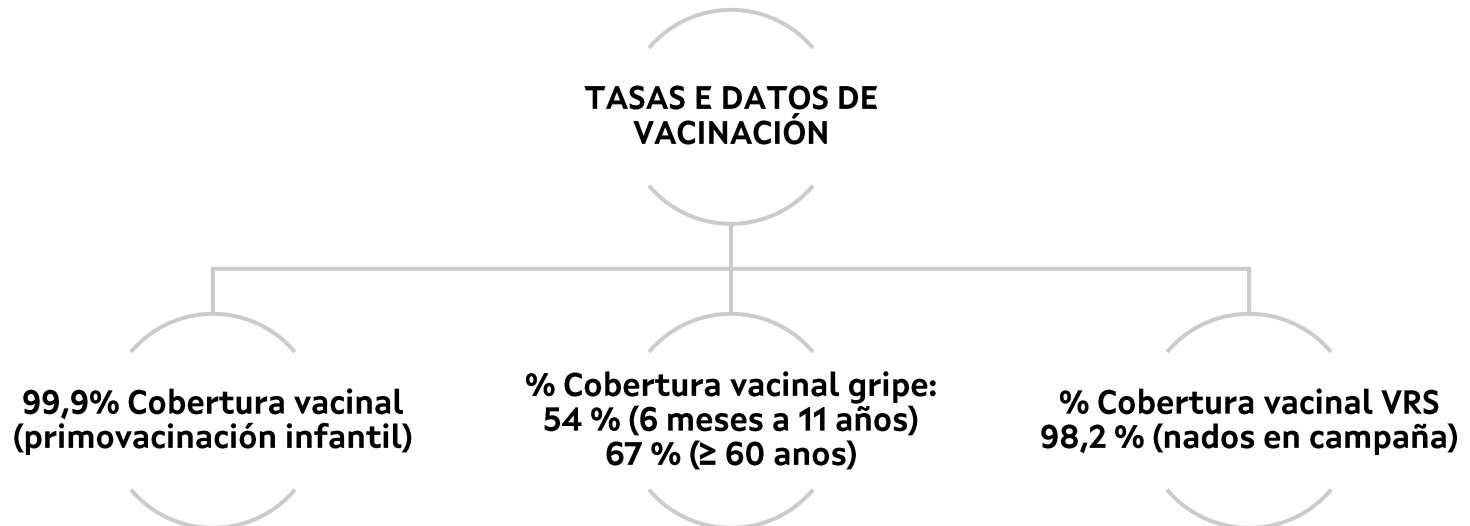 TASAS E DATOS DE
VACINACIÓN
99,9% Cobertura vacinal
(primovacinación infantil)
% Cobertura vacinal gripe:
54 % (6 meses a 11 años)
67 % (≥ 60 anos)
% Cobertura vacinal VRS
98,2 % (nados en campaña)